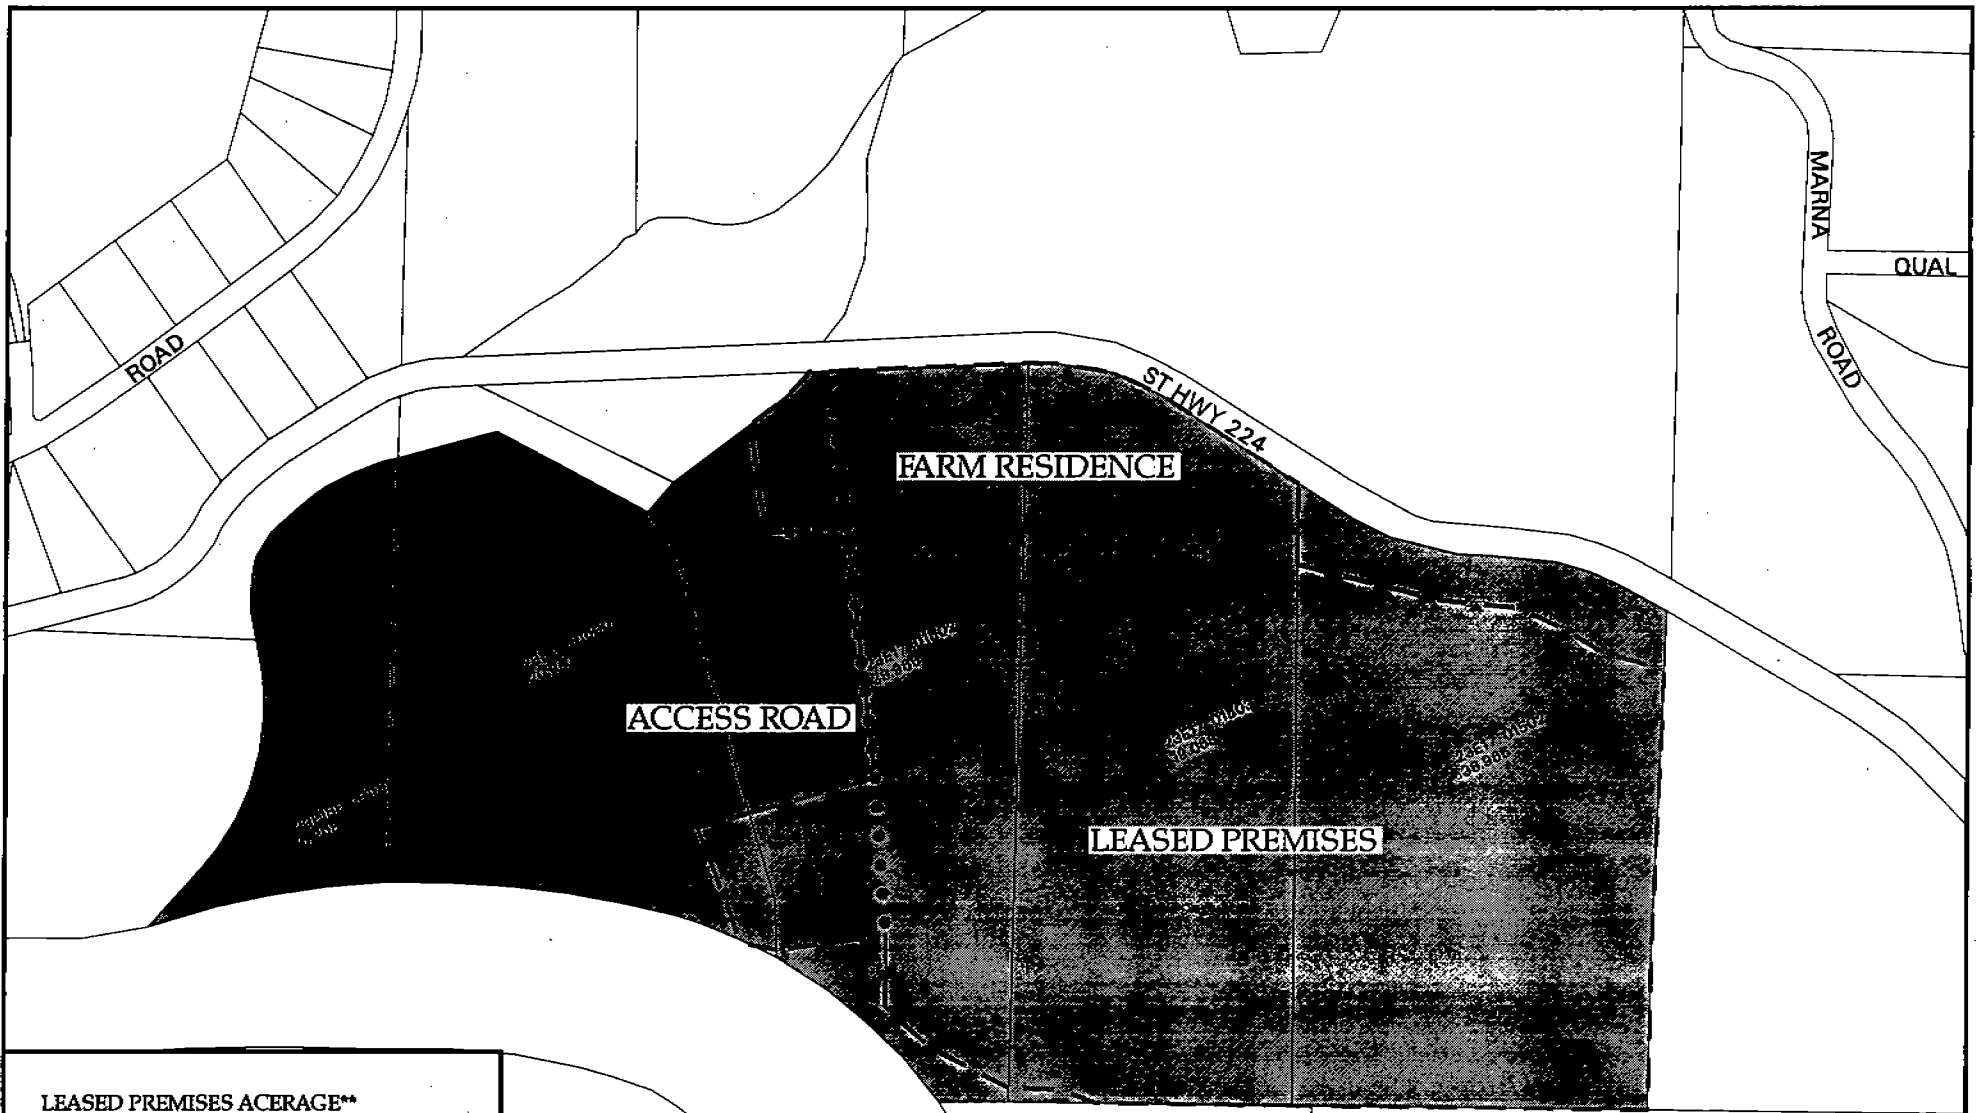 MARNA
QUAL
ROAD
ROAD
ST HWY 224
FARM RESIDENCE
ACCESS ROAD
LEASED PREMISES
LEASED PREMISES ACERAGE**